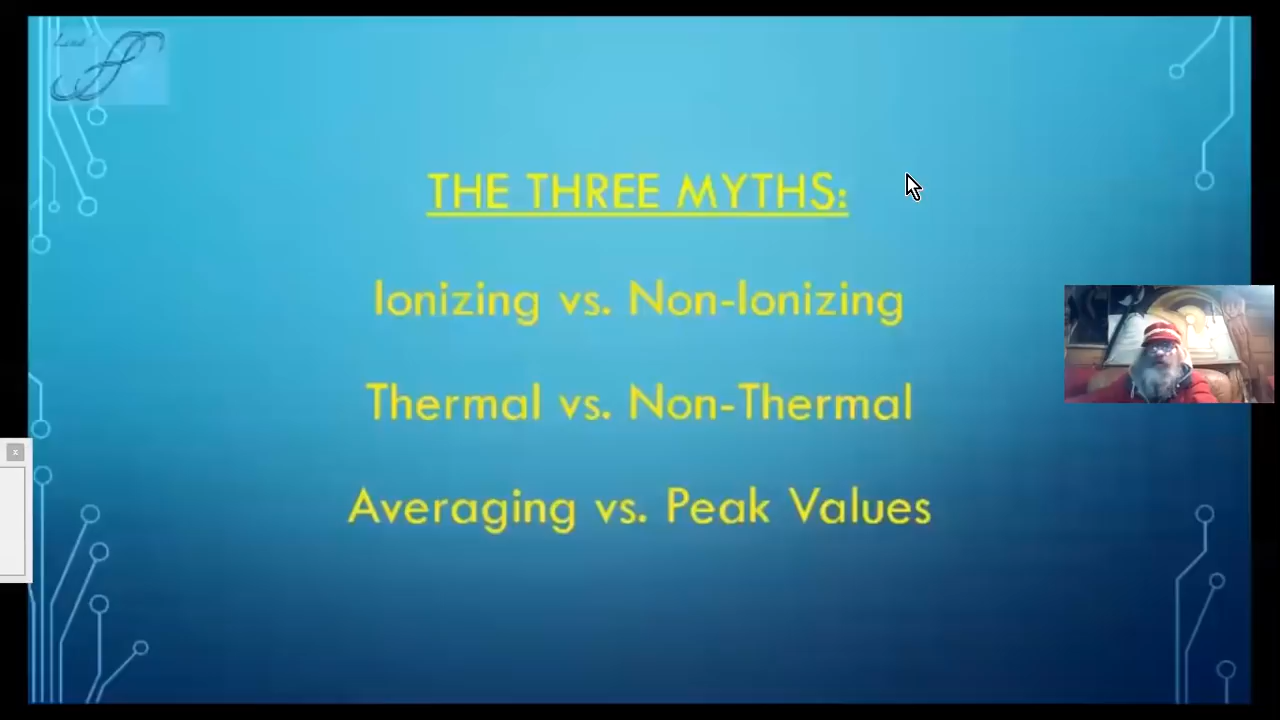 THE THREE MYTHS:
Ionizing vs. Non-Ionizing
Thermal vs. Non-Thermal
Averaging vs. Peak Values